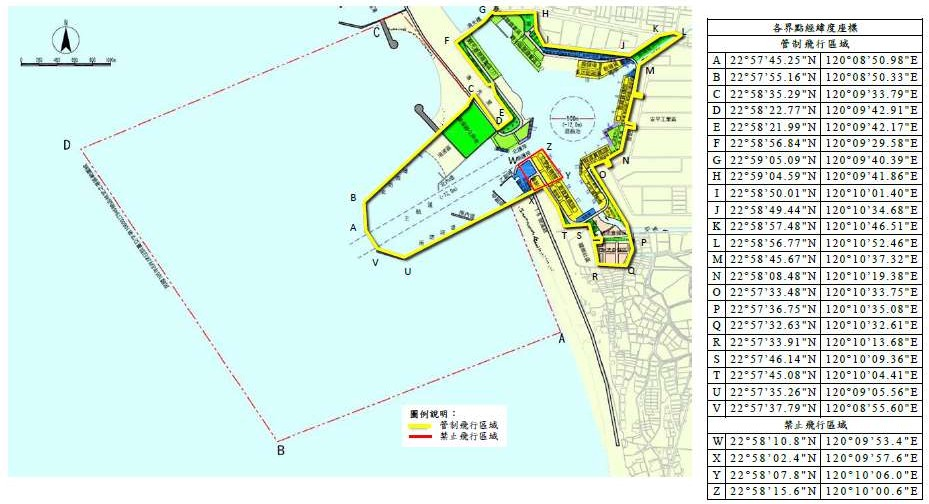 G
H
C
K
L
F
I
J
M
C
E
D
-100m-
(-12.0m)
迴船池
安平工業區
D
N
Z
W
O
Y
B
X
(-12.0m)
主航道
A
T
S
P
V
U
R
Q
A
B
圖例說明：
管制飛行區域
禁止飛行區域
各界點經緯度座標
管制飛行區域
A 22°57'45.25"N 120°08'50.98"E
B 22°57'55.16"N 120°08'50.33"E
C 22°58'35.29"N 120°09'33.79"E
D 22°58'22.77"N 120°09'42.91"E
E 22°58'21.99"N 120°09'42.17"E
F 22°58'56.84"N 120°09'29.58"E
G 22°59'05.09"N 120°09'40.39"E
H 22°59'04.59"N 120°09'41.86"E
I 22°58'50.01"N 120°10'01.40"E
J 22°58'49.44"N 120°10'34.68"E
K 22°58'57.48"N 120°10'46.51"E
L 22°58'56.77"N 120°10'52.46"E
M 22°58'45.67"N 120°10'37.32"E
N 22°58'08.48"N 120°10'19.38"E
O 22°57'33.48"N 120°10'33.75"E
P 22°57'36.75"N 120°10'35.08"E
Q 22°57'32.63"N 120°10'32.61"E
R 22°57'33.91"N 120°10'13.68"E
S 22°57'46.14"N 120°10'09.36"E
T 22°57'45.08"N 120°10'04.41"E
U 22°57'35.26"N 120°09'05.56"E
V 22°57'37.79"N 120°08'55.60"E
禁止飛行區域
W 22°58'10.8"N 120°09'53.4"E
X 22°58'02.4"N 120°09'57.6"E
Y 22°58'07.8"N 120°10'06.0"E
Z 22°58'15.6"N 120°10'00.6"E